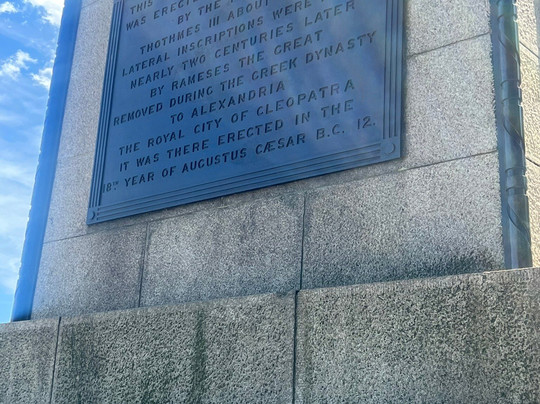 THIS
WAS ERECTED
BY THE
THOTHMES III ABOUT
LATERAL INSCRIPTIONS WERE
NEARLY TWO CENTURIES LATER
BY RAMESES THE GREAT
REMOVED DURING THE GREEK DYNASTY
TO ALEXANDRIA
THE ROYAL CITY OF CLEOPATRA
IT WAS THERE ERECTED IN THE
18TH YEAR OF AUGUSTUS CÆSAR B.C. 12.